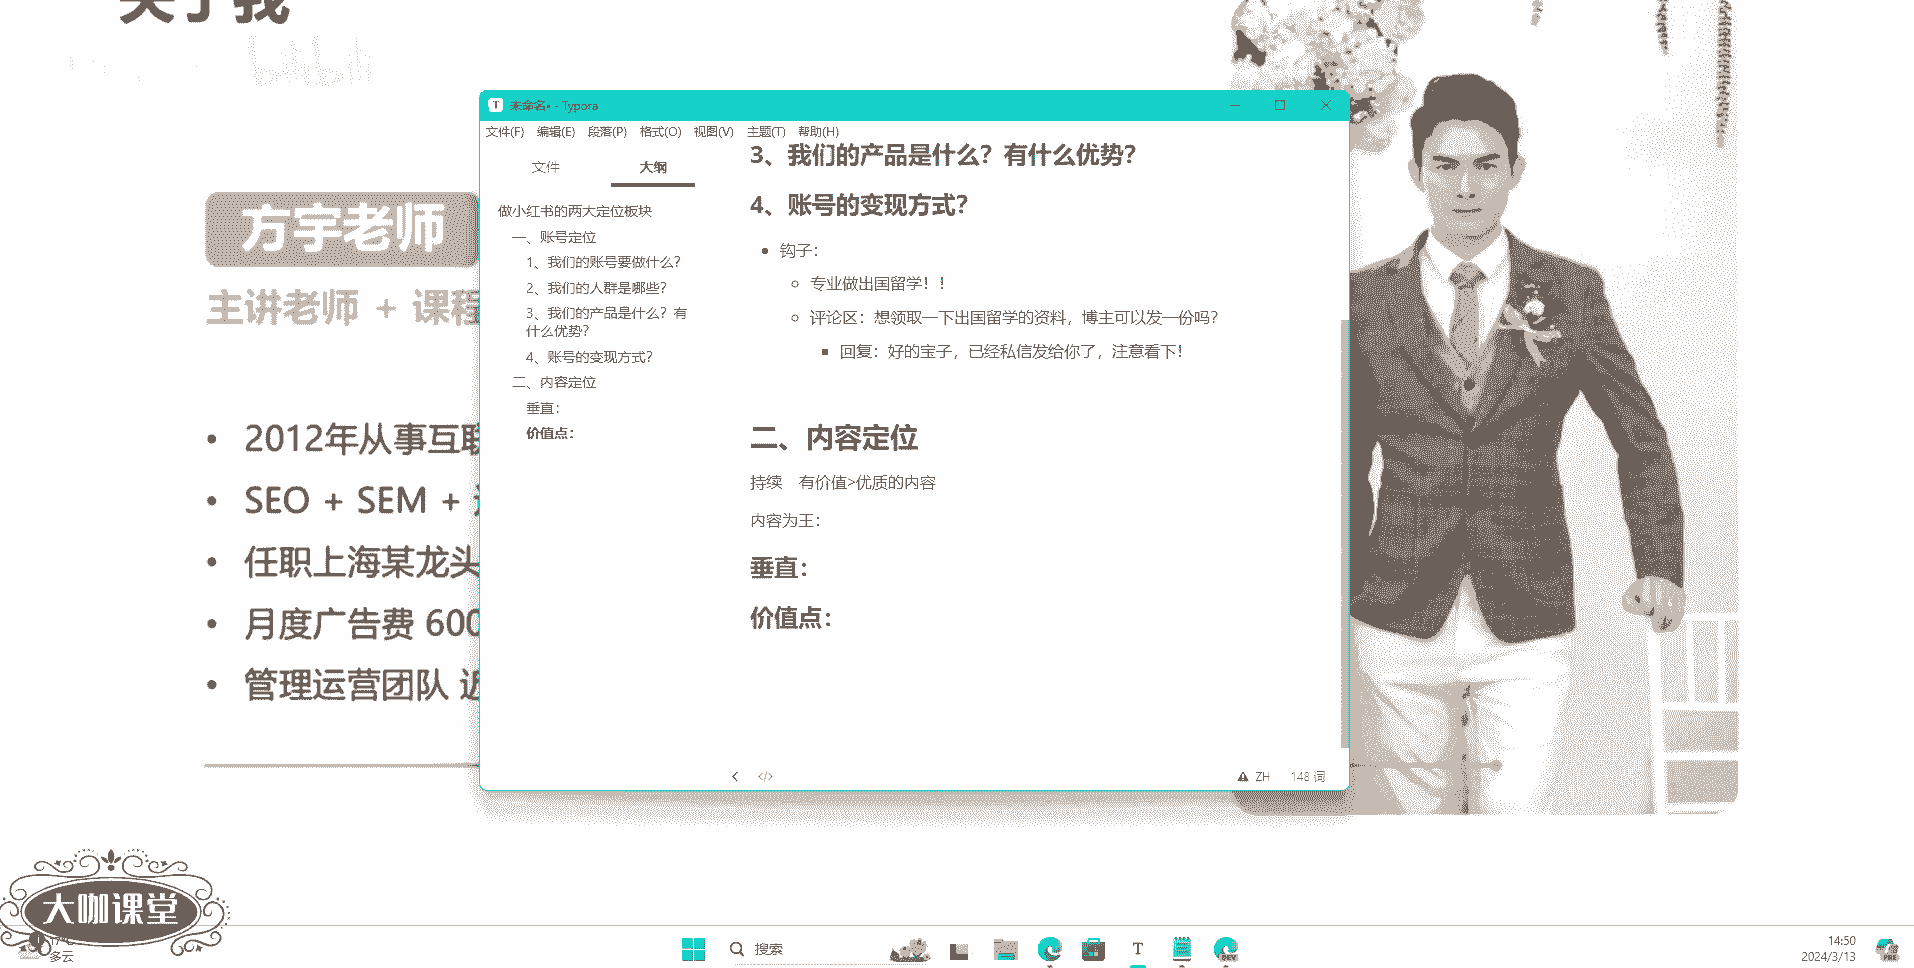 关于我
bilibili
方宇老师
主讲老师 + 课程
• 2012年从事互联
• SEO + SEM +
• 任职上海某龙头
• 月度广告费 600
• 管理运营团队 近
未命名• - Typora
文件(F) 编辑(E) 段落(P) 格式(O) 视图(V) 主题(T) 帮助(H)
文件 大纲
做小红书的两大定位板块
一、账号定位
1、我们的账号要做什么?
2、我们的人群是哪些?
3、我们的产品是什么? 有
什么优势?
4、账号的变现方式?
二、内容定位
垂直:
价值点:
3、我们的产品是什么? 有什么优势?
4、账号的变现方式?
钩子:
专业做出国留学! !
评论区: 想领取一下出国留学的资料, 博主可以发一份吗?
回复: 好的宝子, 已经私信发给你了, 注意看下!
二、内容定位
持续 有价值>优质的内容
内容为王:
垂直:
价值点:
ZH 148 词
大咖课堂
多云
搜索
DEV
14:50
2024/3/13
PRE